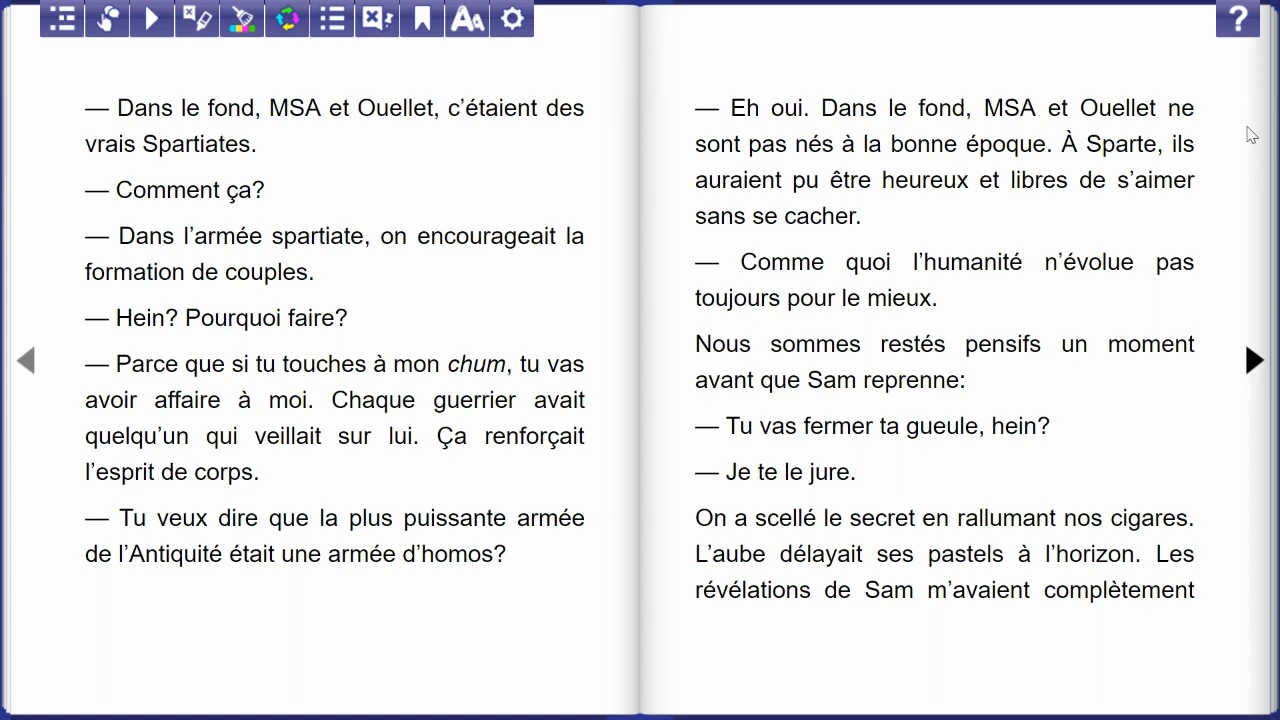 — Dans le fond, MSA et Ouellet, c’étaient des
vrais Spartiates.
— Comment ça?
— Dans l’armée spartiate, on encourageait la
formation de couples.
— Hein? Pourquoi faire?
— Parce que si tu touches à mon chum, tu vas
avoir affaire à moi. Chaque guerrier avait
quelqu’un qui veillait sur lui. Ça renforçait
l’esprit de corps.
— Tu veux dire que la plus puissante armée
de l’Antiquité était une armée d’homos?
— Eh oui. Dans le fond, MSA et Ouellet ne
sont pas nés à la bonne époque. À Sparte, ils
auraient pu être heureux et libres de s’aimer
sans se cacher.
— Comme quoi l’humanité n’évolue pas
toujours pour le mieux.
Nous sommes restés pensifs un moment
avant que Sam reprenne:
— Tu vas fermer ta gueule, hein?
— Je te le jure.
On a scellé le secret en rallumant nos cigares.
L’aube délayait ses pastels à l’horizon. Les
révélations de Sam m’avaient complètement